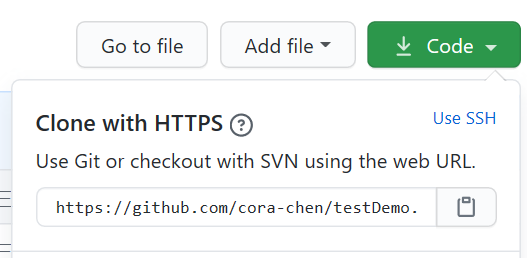 Go to file Add file Code
Clone with HTTPS ? Use SSH
Use Git or checkout with SVN using the web URL.
https://github.com/cora-chen/testDemo.